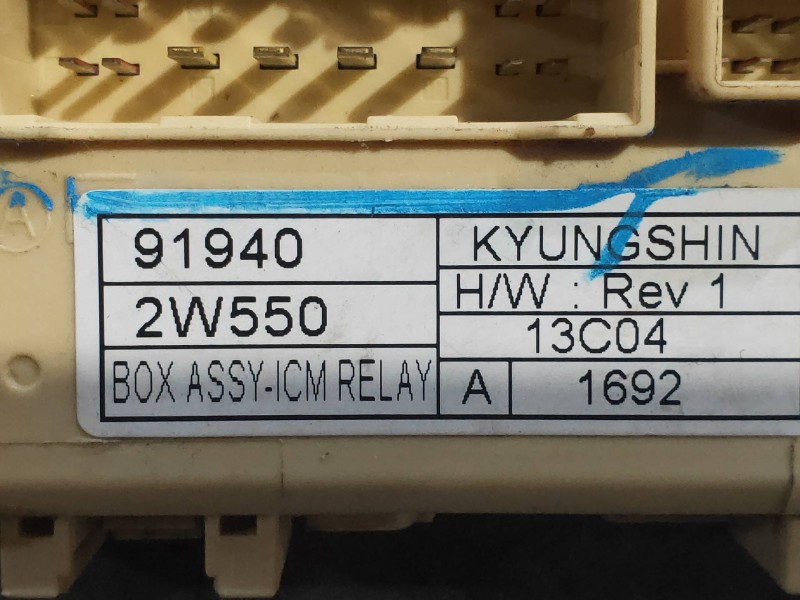 91940
2W550
BOX ASSY-ICM RELAY
KYUNGSHIN
H/W : Rev 1
13C04
A 1692
A